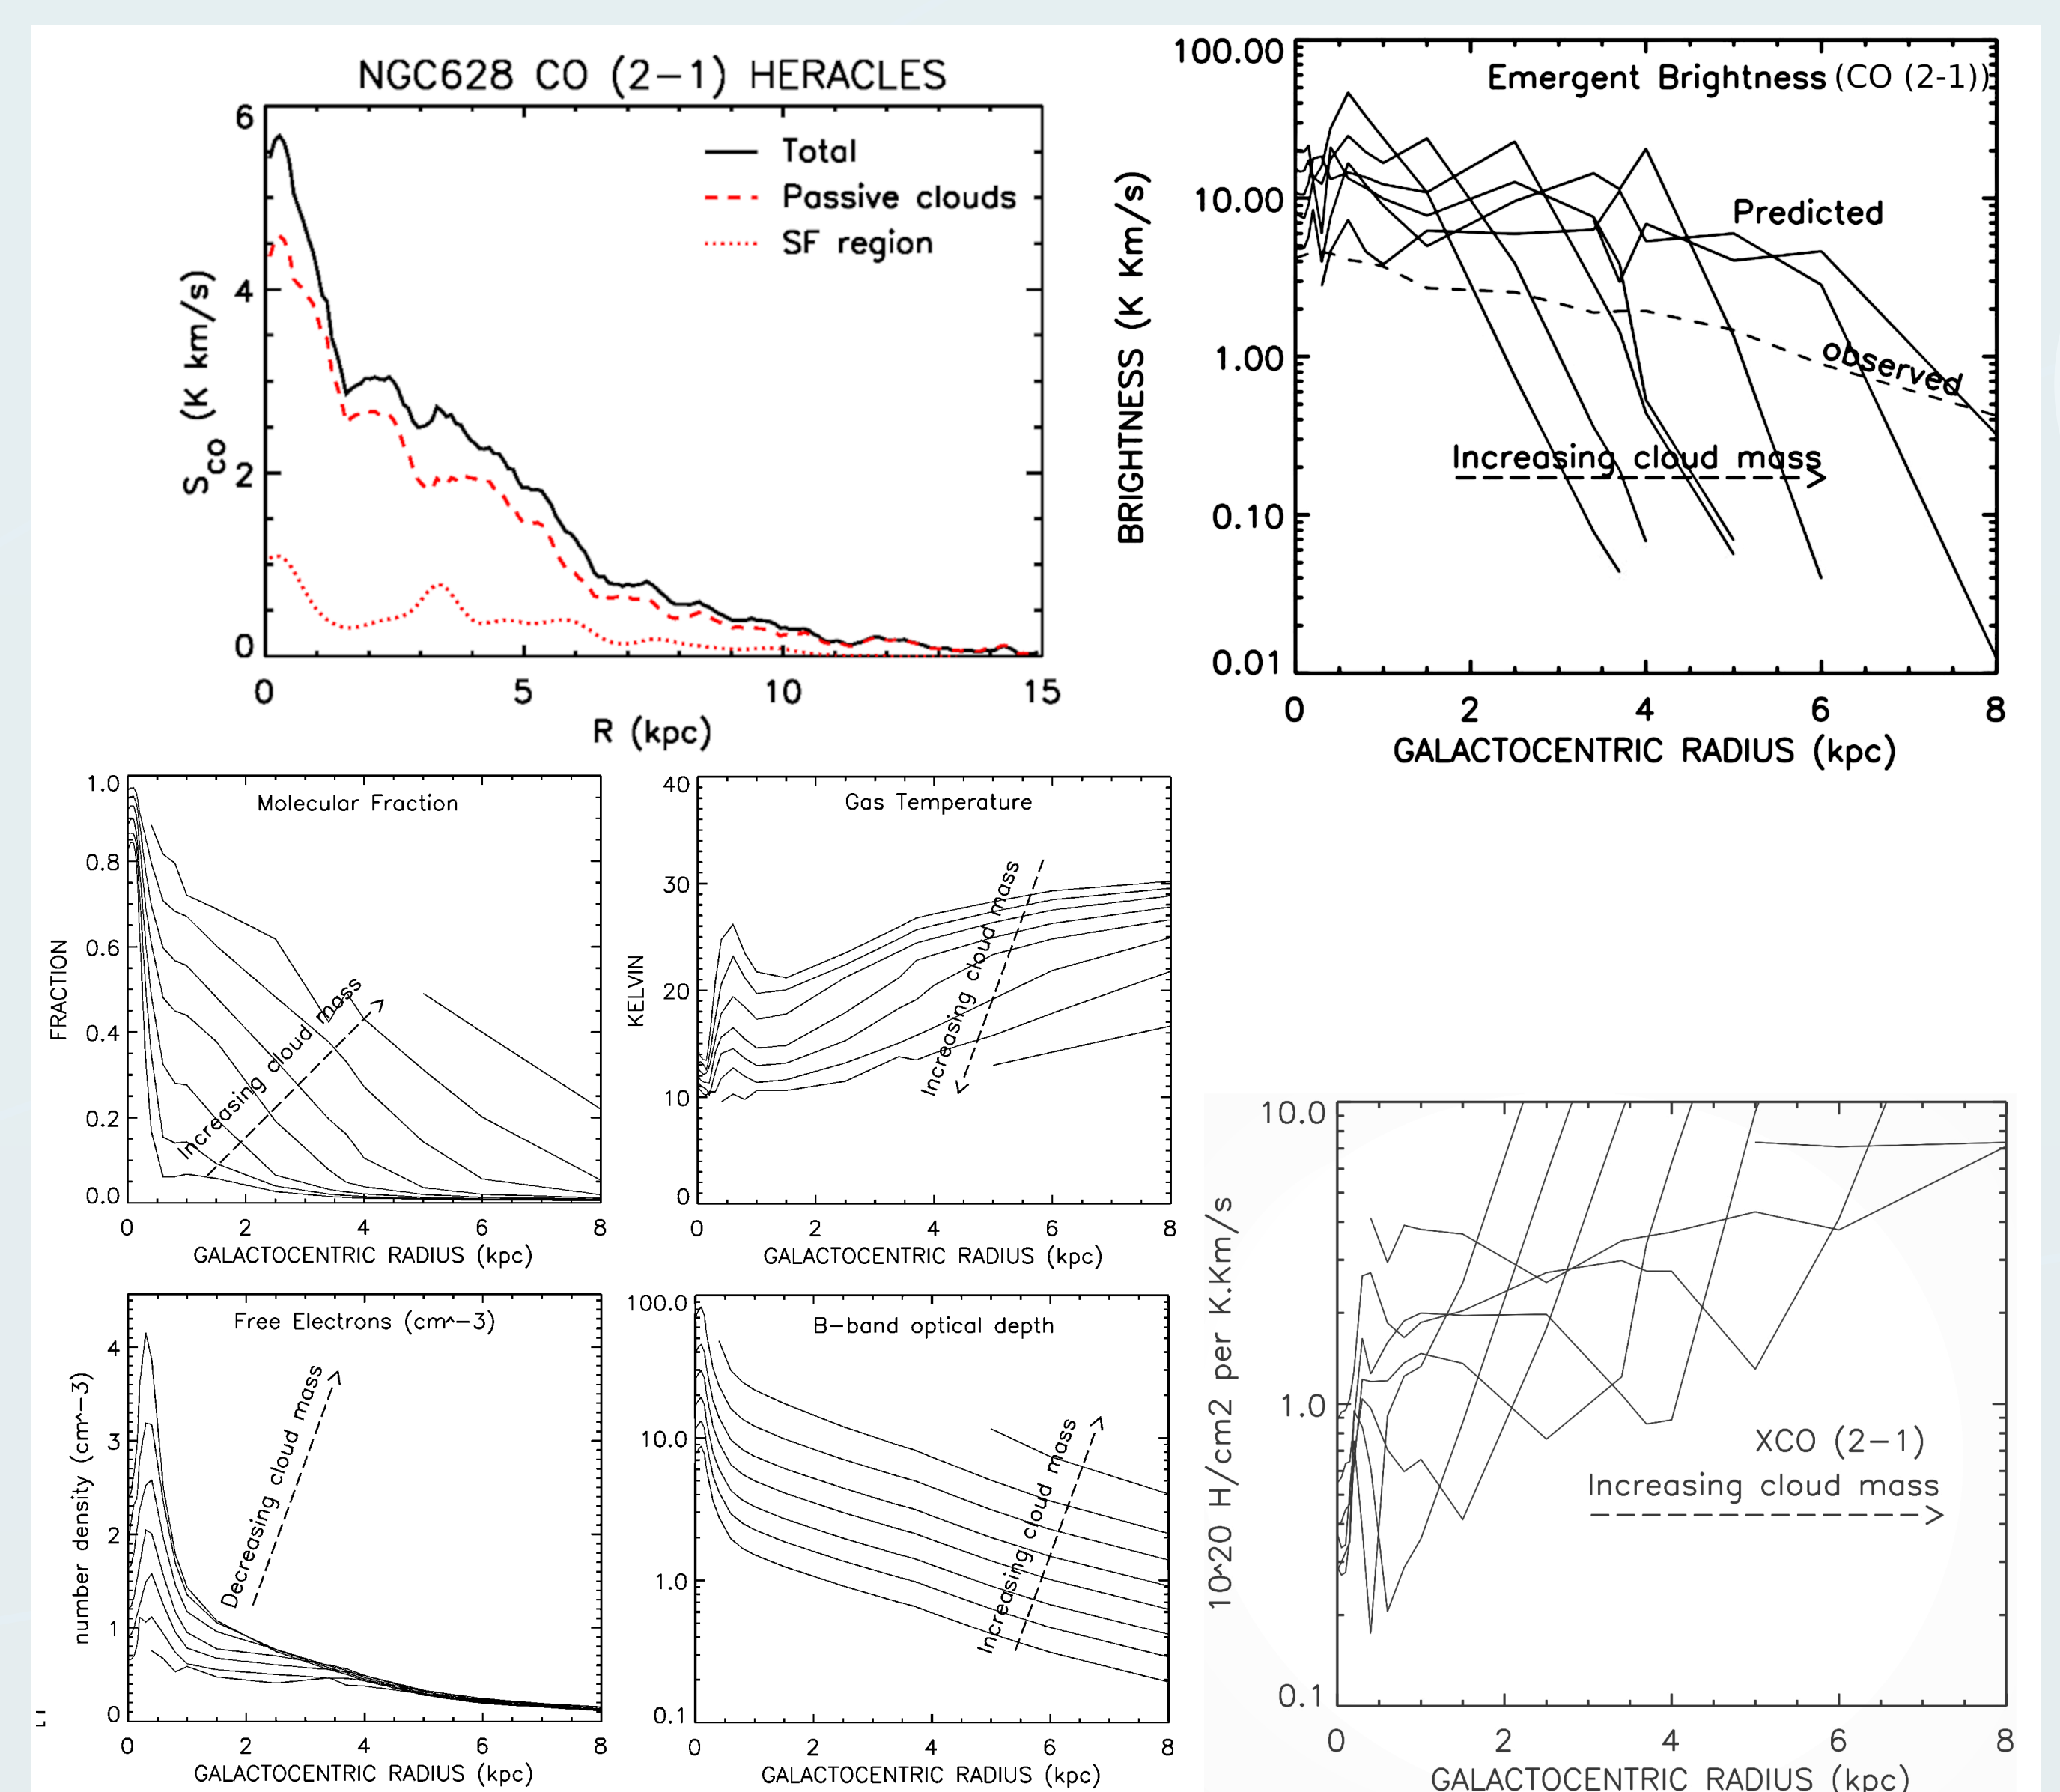 NGC628 CO (2−1) HERACLES
6
4
2
0
S_CO (K km/s)
Total
Passive clouds
SF region
0 5 10 15
R (kpc)
100.00
10.00
1.00
0.10
0.01
BRIGHTNESS (K Km/s)
Emergent Brightness (CO (2-1))
Predicted
observed
Increasing cloud mass
0 2 4 6 8
GALACTOCENTRIC RADIUS (kpc)
1.0
0.8
0.6
0.4
0.2
0.0
FRACTION
Molecular Fraction
Increasing cloud mass
0 2 4 6 8
GALACTOCENTRIC RADIUS (kpc)
40
30
20
10
0
KELVIN
Gas Temperature
Increasing cloud mass
0 2 4 6 8
GALACTOCENTRIC RADIUS (kpc)
4
3
2
1
0
number density (cm^−3)
Free Electrons (cm^−3)
Decreasing cloud mass
0 2 4 6 8
GALACTOCENTRIC RADIUS (kpc)
100.0
10.0
1.0
0.1
B−band optical depth
Increasing cloud mass
0 2 4 6 8
GALACTOCENTRIC RADIUS (kpc)
10.0
1.0
0.1
10^20 H/cm2 per K.Km/s
XCO (2−1)
Increasing cloud mass
0 2 4 6 8
GALACTOCENTRIC RADIUS (kpc)